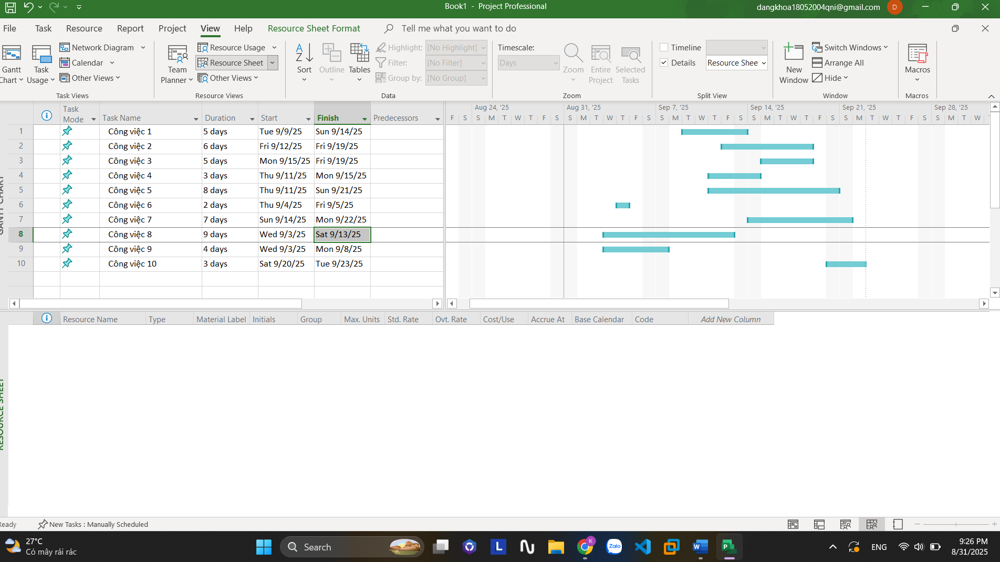 Book1 - Project Professional
dangkhoa18052004qni@gmail.com
D
File Task Resource Report Project View Help Resource Sheet Format Tell me what you want to do
Gantt Chart
Task Usage
Network Diagram
Calendar
Other Views
Task Views
Team Planner
Resource Usage
Resource Sheet
Other Views
Resource Views
Sort
Outline
Tables
Highlight: [No Highlight]
Filter: [No Filter]
Group by: [No Group]
Data
Timescale:
Days
Zoom
Entire Project
Selected Tasks
Zoom
Timeline
Details Resource Shee
Split View
New Window
Switch Windows
Arrange All
Hide
Window
Macros
Macros
Task Mode Task Name Duration Start Finish Predecessors
Aug 24, '25 Aug 31, '25 Sep 7, '25 Sep 14, '25 Sep 21, '25 Sep 28, '25
F S S M T W T F S S M T W T F S S M T W T F S S M T W T F S S M T W T F S S M T W
1 Công việc 1 5 days Tue 9/9/25 Sun 9/14/25
2 Công việc 2 6 days Fri 9/12/25 Fri 9/19/25
3 Công việc 3 5 days Mon 9/15/25 Fri 9/19/25
4 Công việc 4 3 days Thu 9/11/25 Mon 9/15/25
5 Công việc 5 8 days Thu 9/11/25 Sun 9/21/25
6 Công việc 6 2 days Thu 9/4/25 Fri 9/5/25
7 Công việc 7 7 days Sun 9/14/25 Mon 9/22/25
8 Công việc 8 9 days Wed 9/3/25 Sat 9/13/25
9 Công việc 9 4 days Wed 9/3/25 Mon 9/8/25
10 Công việc 10 3 days Sat 9/20/25 Tue 9/23/25
GANTT CHART
Resource Name Type Material Label Initials Group Max. Units Std. Rate Ovt. Rate Cost/Use Accrue At Base Calendar Code Add New Column
RESOURCE SHEET
Ready New Tasks : Manually Scheduled
27°C
Có mây rải rác
Search
L
K
Zalo
W
P
ENG
9:26 PM
8/31/2025